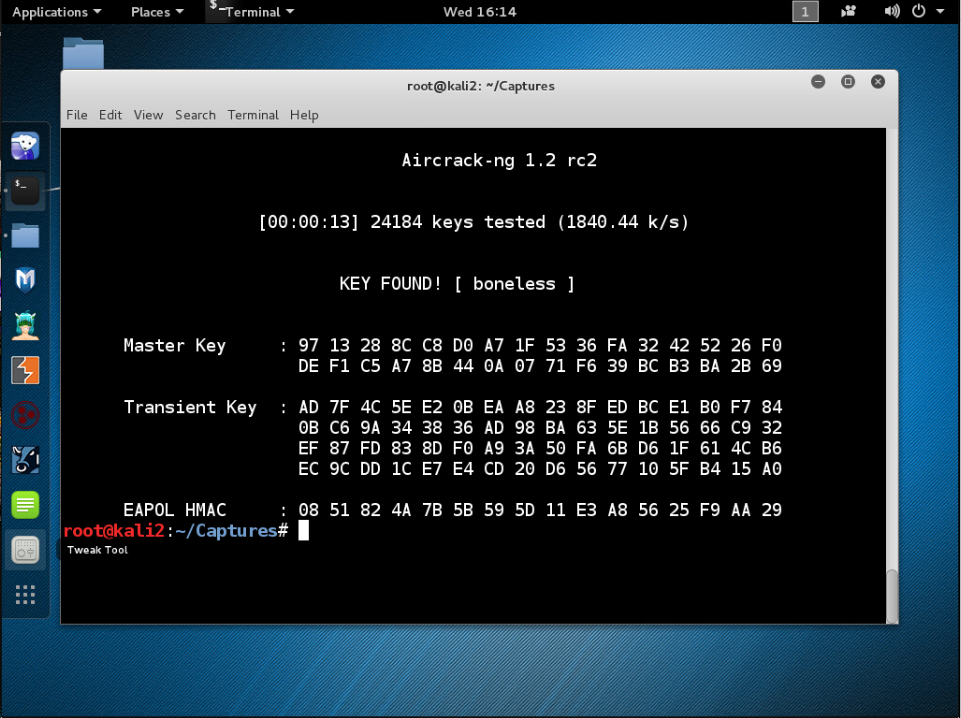 Applications Places Terminal Wed 16:14 1
root@kali2: ~/Captures
File Edit View Search Terminal Help
Aircrack-ng 1.2 rc2
[00:00:13] 24184 keys tested (1840.44 k/s)
KEY FOUND! [ boneless ]
Master Key : 97 13 28 8C C8 D0 A7 1F 53 36 FA 32 42 52 26 F0
DE F1 C5 A7 8B 44 0A 07 71 F6 39 BC B3 BA 2B 69
Transient Key : AD 7F 4C 5E E2 0B EA A8 23 8F ED BC E1 B0 F7 84
0B C6 9A 34 38 36 AD 98 BA 63 5E 1B 56 66 C9 32
EF 87 FD 83 8D F0 A9 3A 50 FA 6B D6 1F 61 4C B6
EC 9C DD 1C E7 E4 CD 20 D6 56 77 10 5F B4 15 A0
EAPOL HMAC : 08 51 82 4A 7B 5B 59 5D 11 E3 A8 56 25 F9 AA 29
root@kali2:~/Captures#
Tweak Tool